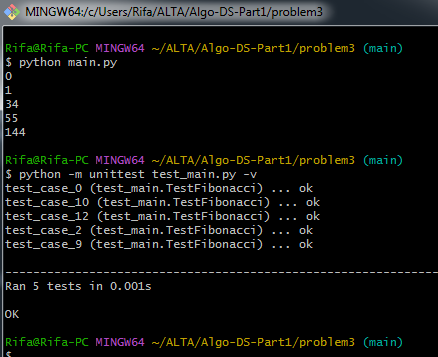 MINGW64:/c/Users/Rifa/ALTA/Algo-DS-Part1/problem3
Rifa@Rifa-PC MINGW64 ~/ALTA/Algo-DS-Part1/problem3 (main)
$ python main.py
0
1
34
55
144
Rifa@Rifa-PC MINGW64 ~/ALTA/Algo-DS-Part1/problem3 (main)
$ python -m unittest test_main.py -v
test_case_0 (test_main.TestFibonacci) ... ok
test_case_10 (test_main.TestFibonacci) ... ok
test_case_12 (test_main.TestFibonacci) ... ok
test_case_2 (test_main.TestFibonacci) ... ok
test_case_9 (test_main.TestFibonacci) ... ok
----------------------------------------------------------------------
Ran 5 tests in 0.001s
OK
Rifa@Rifa-PC MINGW64 ~/ALTA/Algo-DS-Part1/problem3 (main)
$